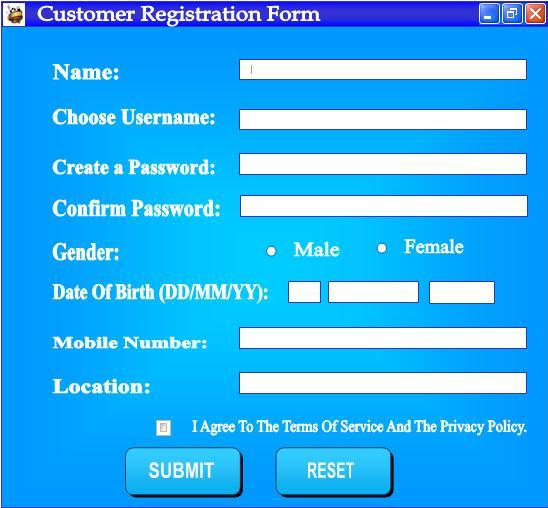 Customer Registration Form
Name:
Choose Username:
Create a Password:
Confirm Password:
Gender: Male Female
Date Of Birth (DD/MM/YY):
Mobile Number:
Location:
I Agree To The Terms Of Service And The Privacy Policy.
SUBMIT RESET